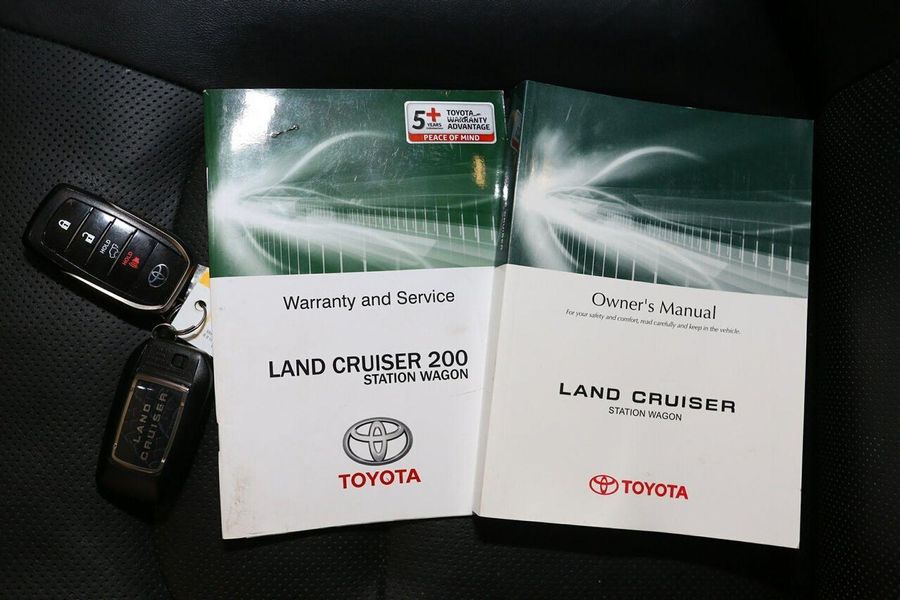 HOLD
HOLD
LAND
CRUISER
5+
YEARS
TOYOTA
WARRANTY
ADVANTAGE
PEACE OF MIND
Warranty and Service
LAND CRUISER 200
STATION WAGON
TOYOTA
Owner's Manual
For your safety and comfort, read carefully and keep in the vehicle.
LAND CRUISER
STATION WAGON
TOYOTA